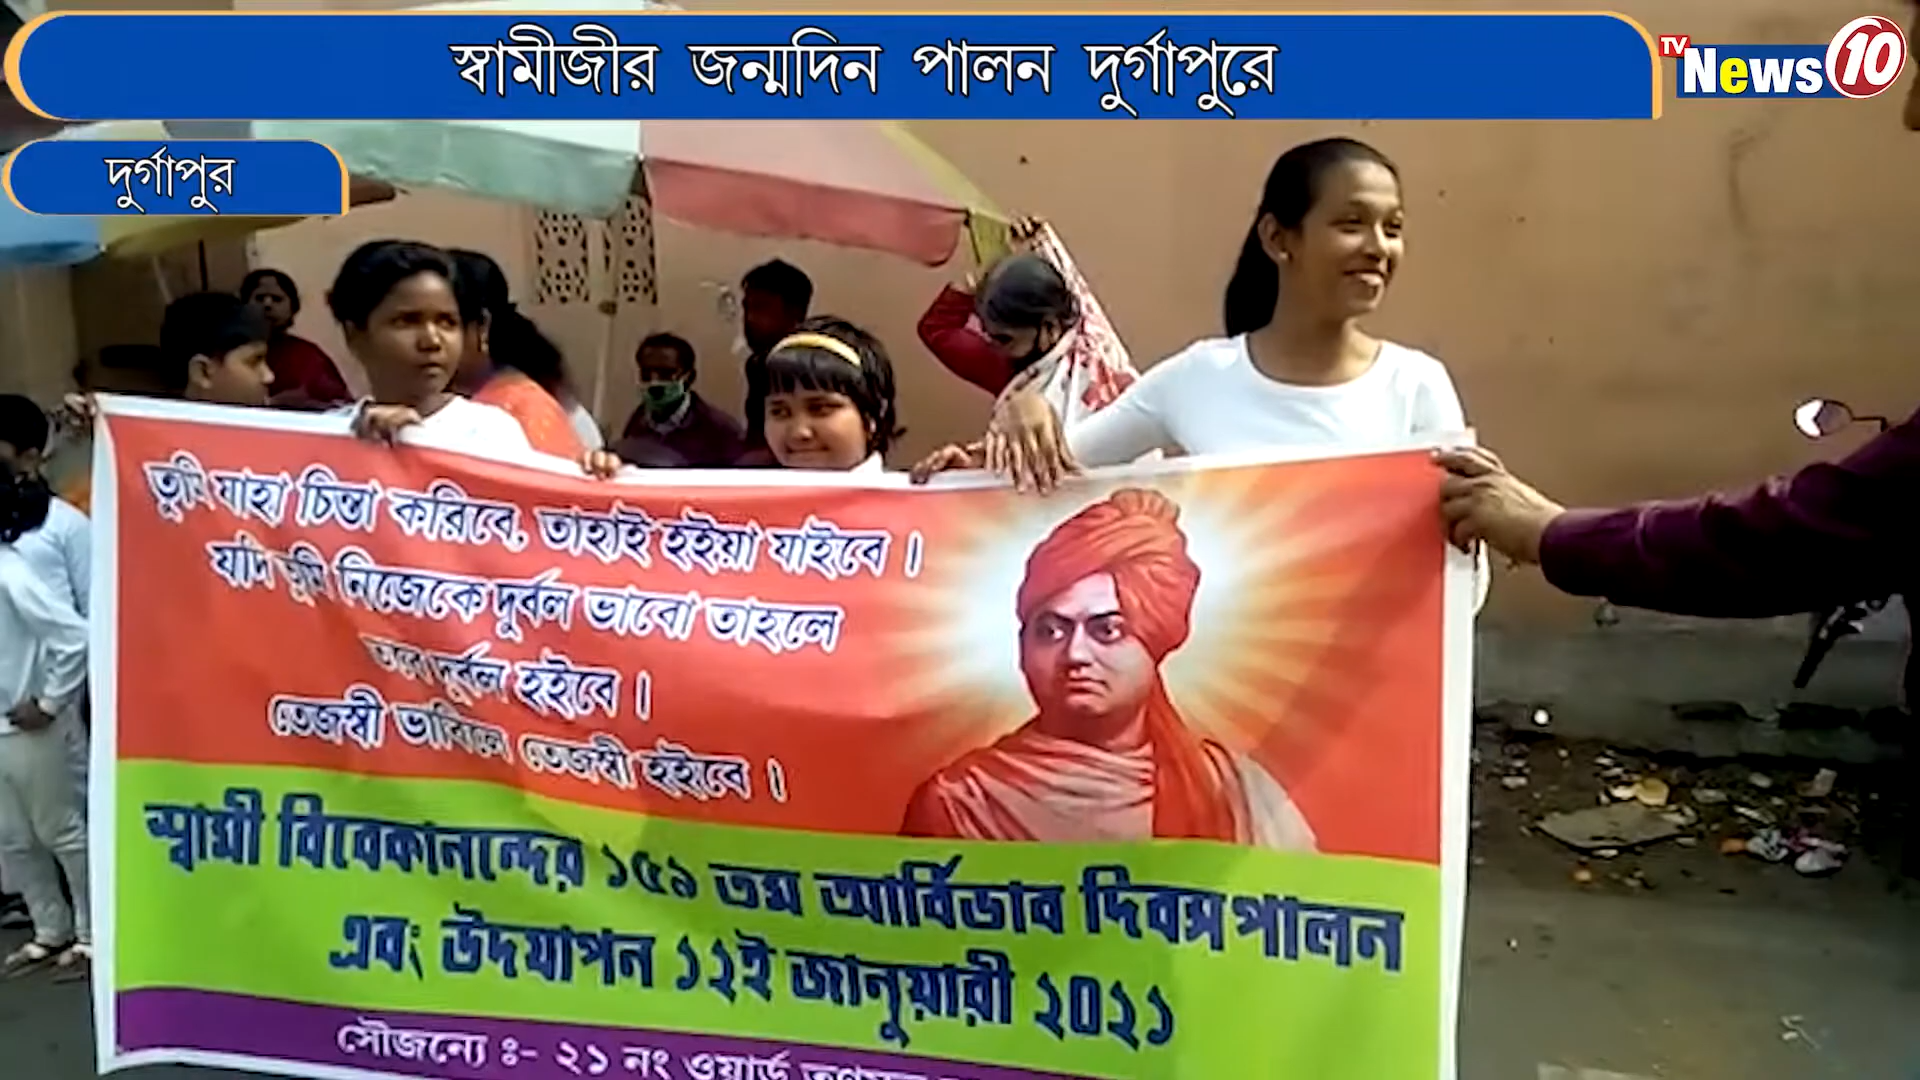 স্বামীজীর জন্মদিন পালন দুর্গাপুরে
TV News 10
দুর্গাপুর
তুমি যাহা চিন্তা করিবে, তাহাই হইয়া যাইবে ।
যদি তুমি নিজেকে দুর্বল ভাবো তাহলে
তবে দুর্বল হইবে ।
তেজস্বী ভাবিলে তেজস্বী হইবে ।
স্বামী বিবেকানন্দের ১৫৯ তম আর্বিভাব দিবস পালন
এবং উদযাপন ১২ই জানুয়ারী ২০২১
সৌজন্যে ঃ- ২১ নং ওয়ার্ড